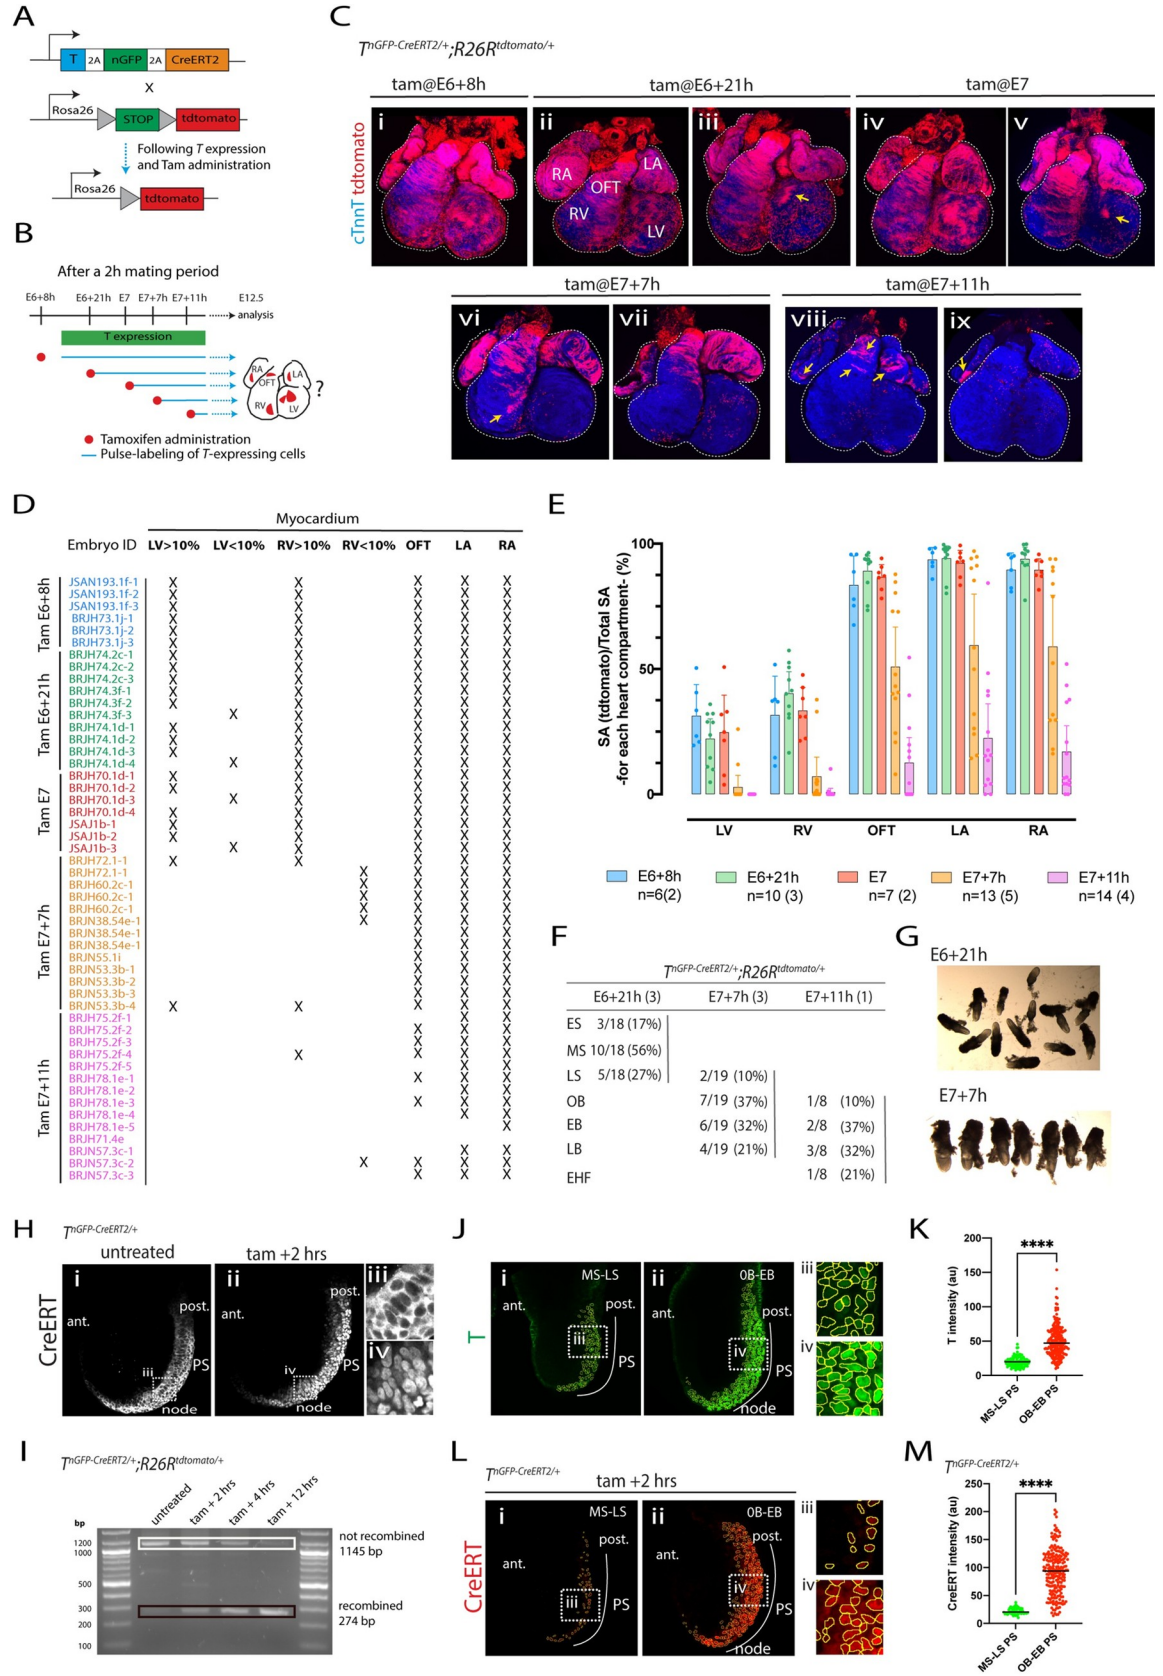 A
T 2A nGFP 2A CreERT2
X
Rosa26
STOP tdtomato
Following T expression
and Tam administration
Rosa26
tdtomato
B
After a 2h mating period
E6+8h E6+21h E7 E7+7h E7+11h E12.5
analysis
T expression
RA OFT LA
RV LV
?
Tamoxifen administration
Pulse-labeling of T-expressing cells
C
TnGFP-CreERT2/+;R26Rtdtomato/+
tam@E6+8h tam@E6+21h tam@E7
cTnnT tdtomato
i ii iii iv v
RA OFT LA
RV LV
tam@E7+7h tam@E7+11h
vi vii viii ix
D
Myocardium
Embryo ID LV>10% LV<10% RV>10% RV<10% OFT LA RA
Tam E6+8h
JSAN193.1f-1 X X X X X
JSAN193.1f-2 X X X X X
JSAN193.1f-3 X X X X X
BRJH73.1j-1 X X X X X
BRJH73.1j-2 X X X X X
BRJH73.1j-3 X X X X X
Tam E6+21h
BRJH74.2c-1 X X X X X
BRJH74.2c-2 X X X X X
BRJH74.2c-3 X X X X X
BRJH74.3f-1 X X X X X
BRJH74.3f-2 X X X X X
BRJH74.3f-3 X X X X X
BRJH74.1d-1 X X X X X
BRJH74.1d-2 X X X X X
BRJH74.1d-3 X X X X X
BRJH74.1d-4 X X X X X
Tam E7
BRJH70.1d-1 X X X X X
BRJH70.1d-2 X X X X X
BRJH70.1d-3 X X X X X
BRJH70.1d-4 X X X X X
JSAJ1b-1 X X X X X
JSAJ1b-2 X X X X X
JSAJ1b-3 X X X X X
Tam E7+7h
BRJH72.1-1 X X X X X
BRJH72.1-1 X X X X
BRJH60.2c-1 X X X X
BRJH60.2c-1 X X X X
BRJH60.2c-1 X X X X
BRJN38.54e-1 X X X X
BRJN38.54e-1 X X X
BRJN38.54e-1 X X X
BRJN55.1i X X X
BRJN53.3b-1 X X X
BRJN53.3b-2 X X X
BRJN53.3b-3 X X X
BRJN53.3b-4 X X X X X
Tam E7+11h
BRJH75.2f-1 X X
BRJH75.2f-2 X X X
BRJH75.2f-3 X X X
BRJH75.2f-4 X X X X
BRJH75.2f-5 X X
BRJH78.1e-1 X X X
BRJH78.1e-2 X X
BRJH78.1e-3 X X X
BRJH78.1e-4 X X
BRJH78.1e-5 X
BRJH71.4e
BRJN57.3c-1 X X
BRJN57.3c-2 X X X X
BRJN57.3c-3 X X X
E
SA (tdtomato)/Total SA
-for each heart compartment- (%)
100
50
0
LV RV OFT LA RA
E6+8h E6+21h E7 E7+7h E7+11h
n=6(2) n=10 (3) n=7 (2) n=13 (5) n=14 (4)
F
TnGFP-CreERT2/+;R26Rtdtomato/+
E6+21h (3) E7+7h (3) E7+11h (1)
ES 3/18 (17%)
MS 10/18 (56%)
LS 5/18 (27%) 2/19 (10%)
OB 7/19 (37%) 1/8 (10%)
EB 6/19 (32%) 2/8 (37%)
LB 4/19 (21%) 3/8 (32%)
EHF 1/8 (21%)
G
E6+21h
E7+7h
H
TnGFP-CreERT2/+
untreated tam +2 hrs
CreERT
i ant. post. PS iii node
ii ant. post. PS iv node
iii
iv
I
TnGFP-CreERT2/+;R26Rtdtomato/+
untreated tam + 2 hrs tam + 4 hrs tam + 12 hrs
bp
1200
1000
500
300
200
100
not recombined
1145 bp
recombined
274 bp
J
T
i MS-LS ant. post. iii PS
ii OB-EB ant. post. iv PS node
iii
iv
K
T intensity (au)
200
150
100
50
0
****
MS-LS PS OB-EB PS
L
TnGFP-CreERT2/+
tam +2 hrs
CreERT
i MS-LS ant. post. iii PS
ii OB-EB ant. post. iv PS node
iii
iv
M
TnGFP-CreERT2/+
CreERT intensity (au)
250
200
150
100
50
0
****
MS-LS PS OB-EB PS